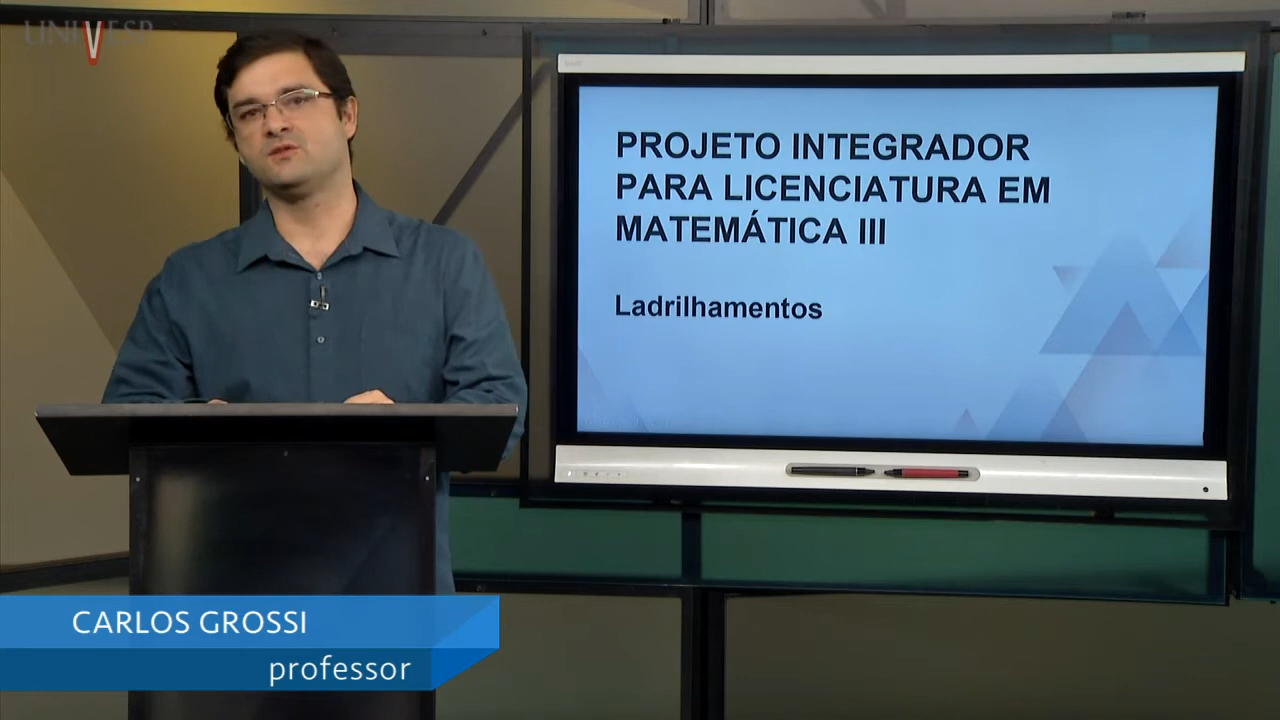 UNIVESP
PROJETO INTEGRADOR
PARA LICENCIATURA EM
MATEMÁTICA III
Ladrilhamentos
CARLOS GROSSI
professor